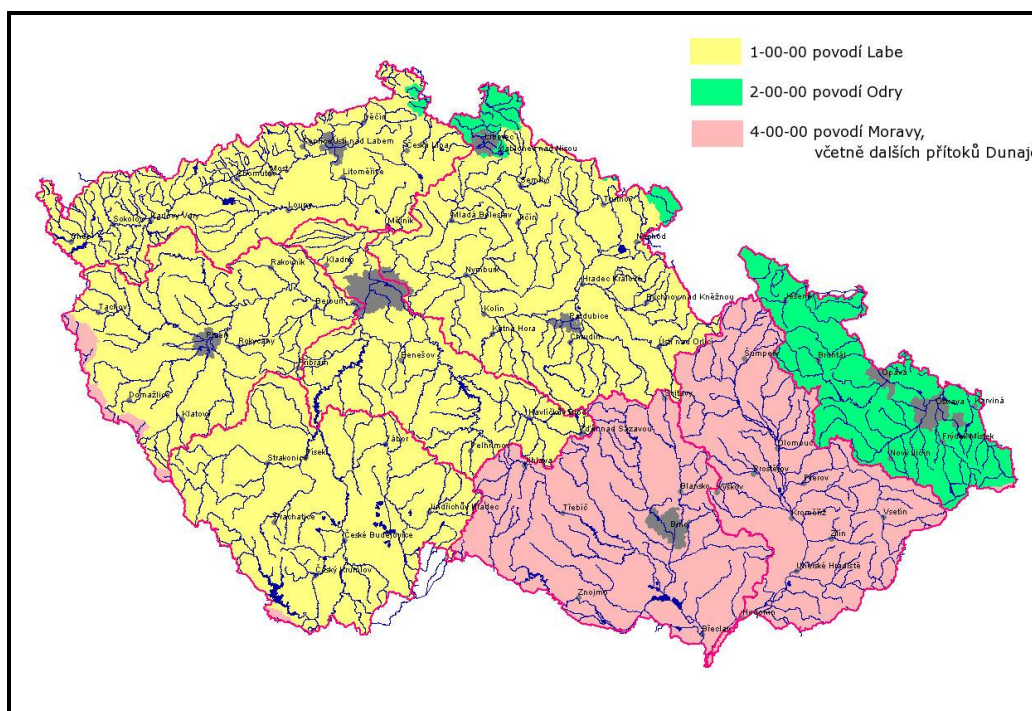 1-00-00 povodí Labe
2-00-00 povodí Odry
4-00-00 povodí Moravy,
včetně dalších přítoků Dunaje
Děčín
Liberec
Jablonec nad Nisou
Ústí nad Labem
Česká Lípa
Most
Litoměřice
Semily
Chomutov
Trutnov
Louny
Sokolov
Karlovy Vary
Mladá Boleslav
Jičín
Mělník
Cheb
Náchod
Kladno
Rakovník
Nymburk
Hradec Králové
Jeseník
Rychnov nad Kněžnou
Beroun
Tachov
Kolín
Pardubice
Kutná Hora
Plzeň
Rokycany
Chrudim
Ústí nad Orlicí
Šumperk
Bruntál
Benešov
Příbram
Opava
Domažlice
Svitavy
Ostrava
Karviná
Klatovy
Havlíčkův Brod
Žďár nad Sázavou
Frýdek-Místek
Tábor
Pelhřimov
Olomouc
Nový Jičín
Písek
Strakonice
Jihlava
Prostějov
Přerov
Blansko
Vyškov
Jindřichův Hradec
Třebíč
Kroměříž
Vsetín
Prachatice
Brno
České Budějovice
Zlín
Český Krumlov
Uherské Hradiště
Znojmo
Hodonín
Břeclav